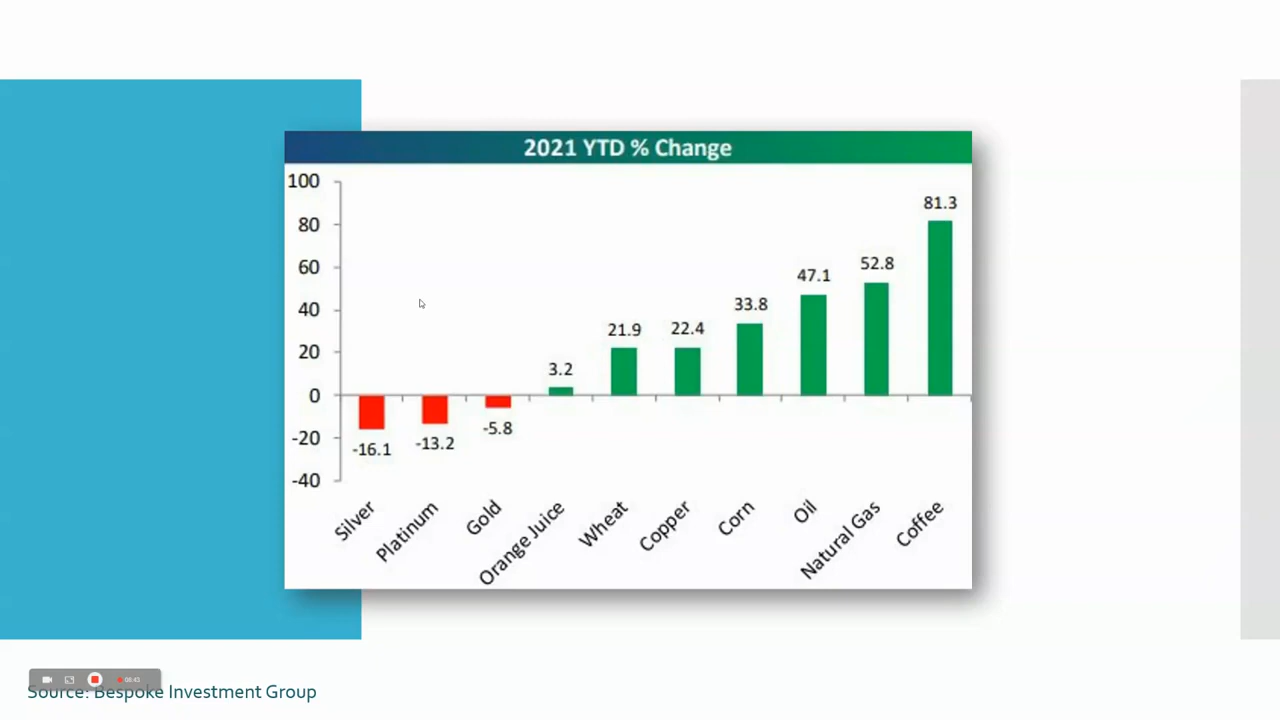 2021 YTD % Change
100
80
60
40
20
0
-20
-40
-16.1
-13.2
-5.8
3.2
21.9
22.4
33.8
47.1
52.8
81.3
Silver
Platinum
Gold
Orange Juice
Wheat
Copper
Corn
Oil
Natural Gas
Coffee
Source: Bespoke Investment Group